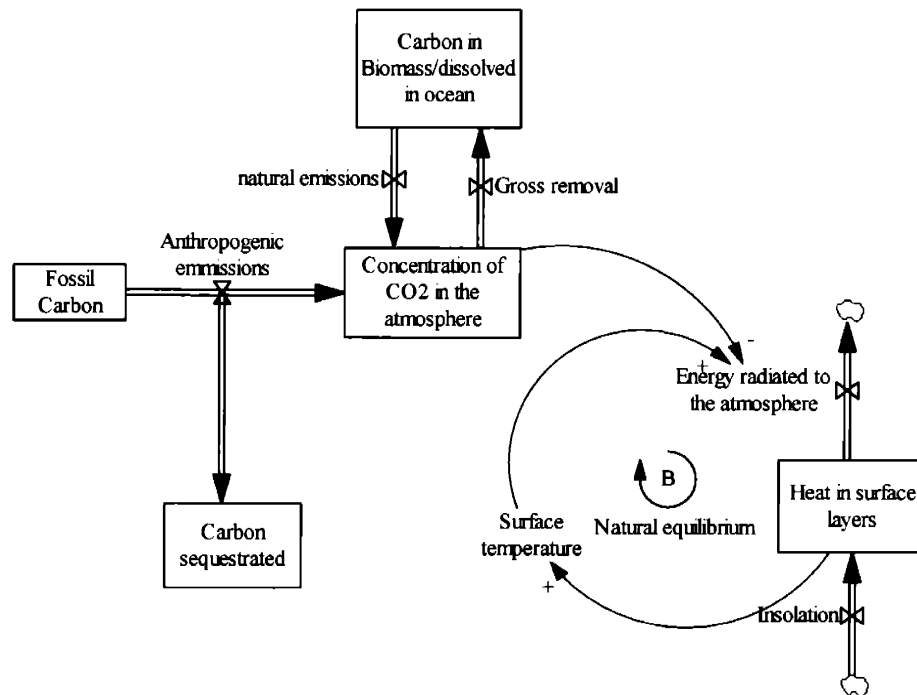 Carbon in
Biomass/dissolved
in ocean
natural emissions
Gross removal
Anthropogenic
emmissions
Fossil
Carbon
Concentration of
CO2 in the
atmosphere
-
+
Energy radiated to
the atmosphere
B
Natural equilibrium
Surface
temperature
+
Heat in surface
layers
Carbon
sequestrated
Insolation